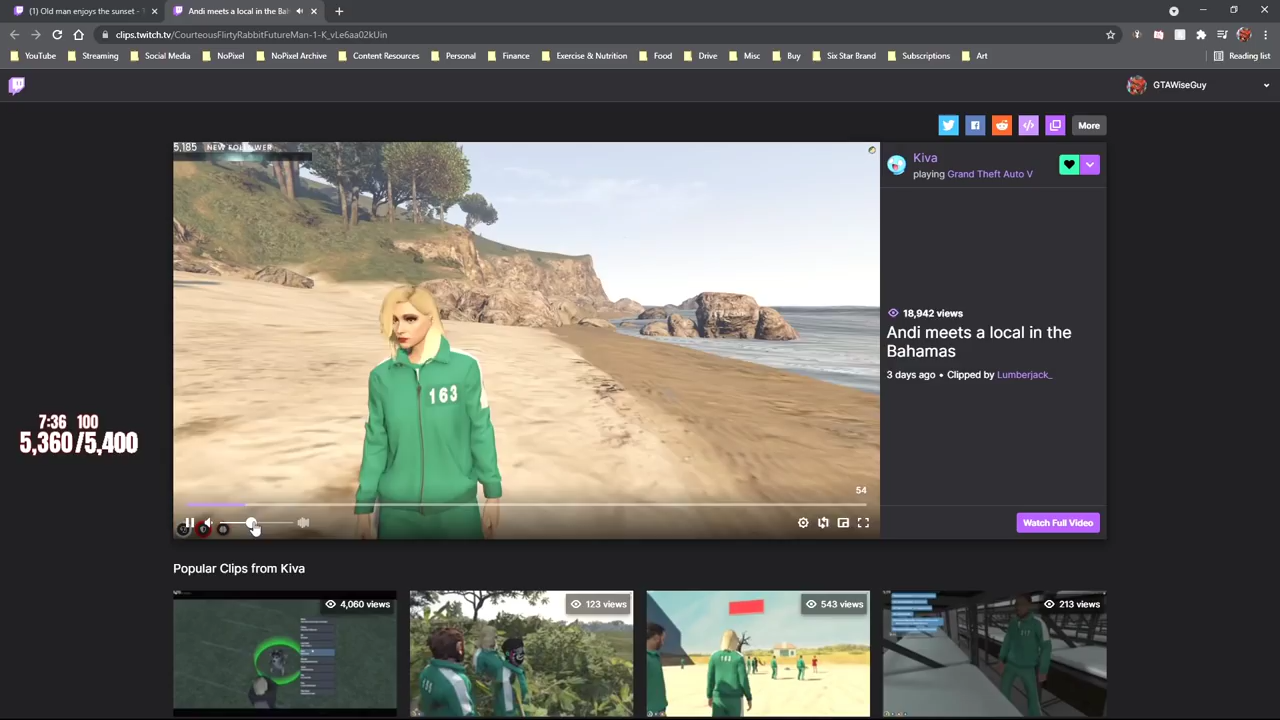 (1) Old man enjoys the sunset -
Andi meets a local in the Bah
clips.twitch.tv/CourteousFlirtyRabbitFutureMan-1-K_vLe6aa02kUin
YouTube Streaming Social Media NoPixel NoPixel Archive Content Resources Personal Finance Exercise & Nutrition Food Drive Misc Buy Six Star Brand Subscriptions Art Reading list
GTAWiseGuy
More
5,185 NEW FOLLOWER
Kiva
playing Grand Theft Auto V
163
18,942 views
Andi meets a local in the
Bahamas
3 days ago • Clipped by Lumberjack_
7:36 100
5,360/5,400
54
Watch Full Video
Popular Clips from Kiva
4,060 views
123 views
543 views
213 views